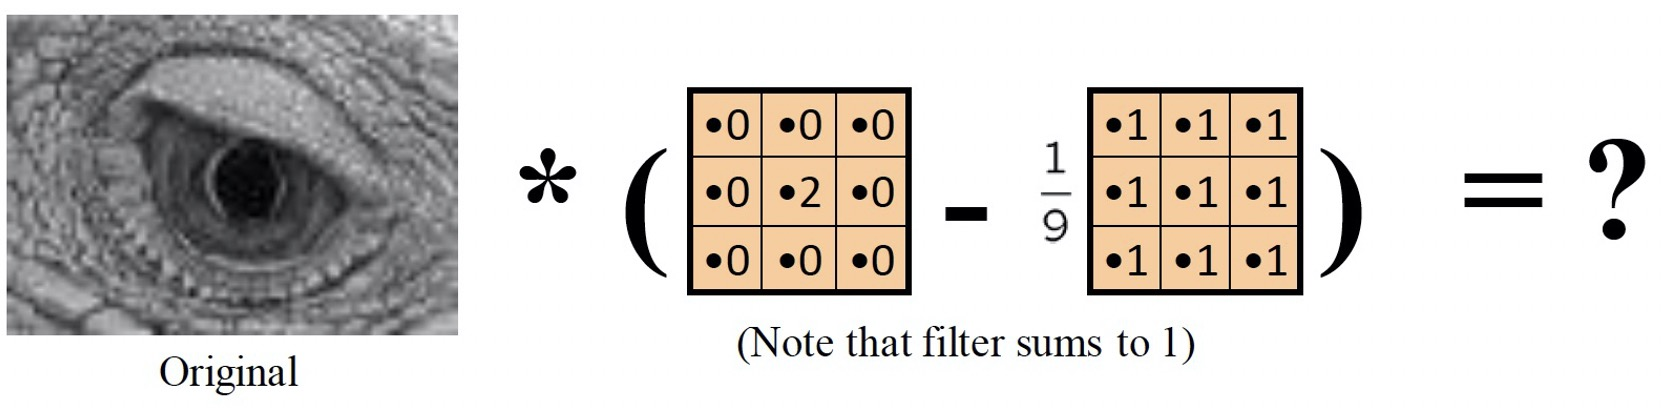 •0 •0 •0 •1 •1 •1
* ( •0 •2 •0 - 1/9 •1 •1 •1 ) = ?
•0 •0 •0 •1 •1 •1
(Note that filter sums to 1)
Original